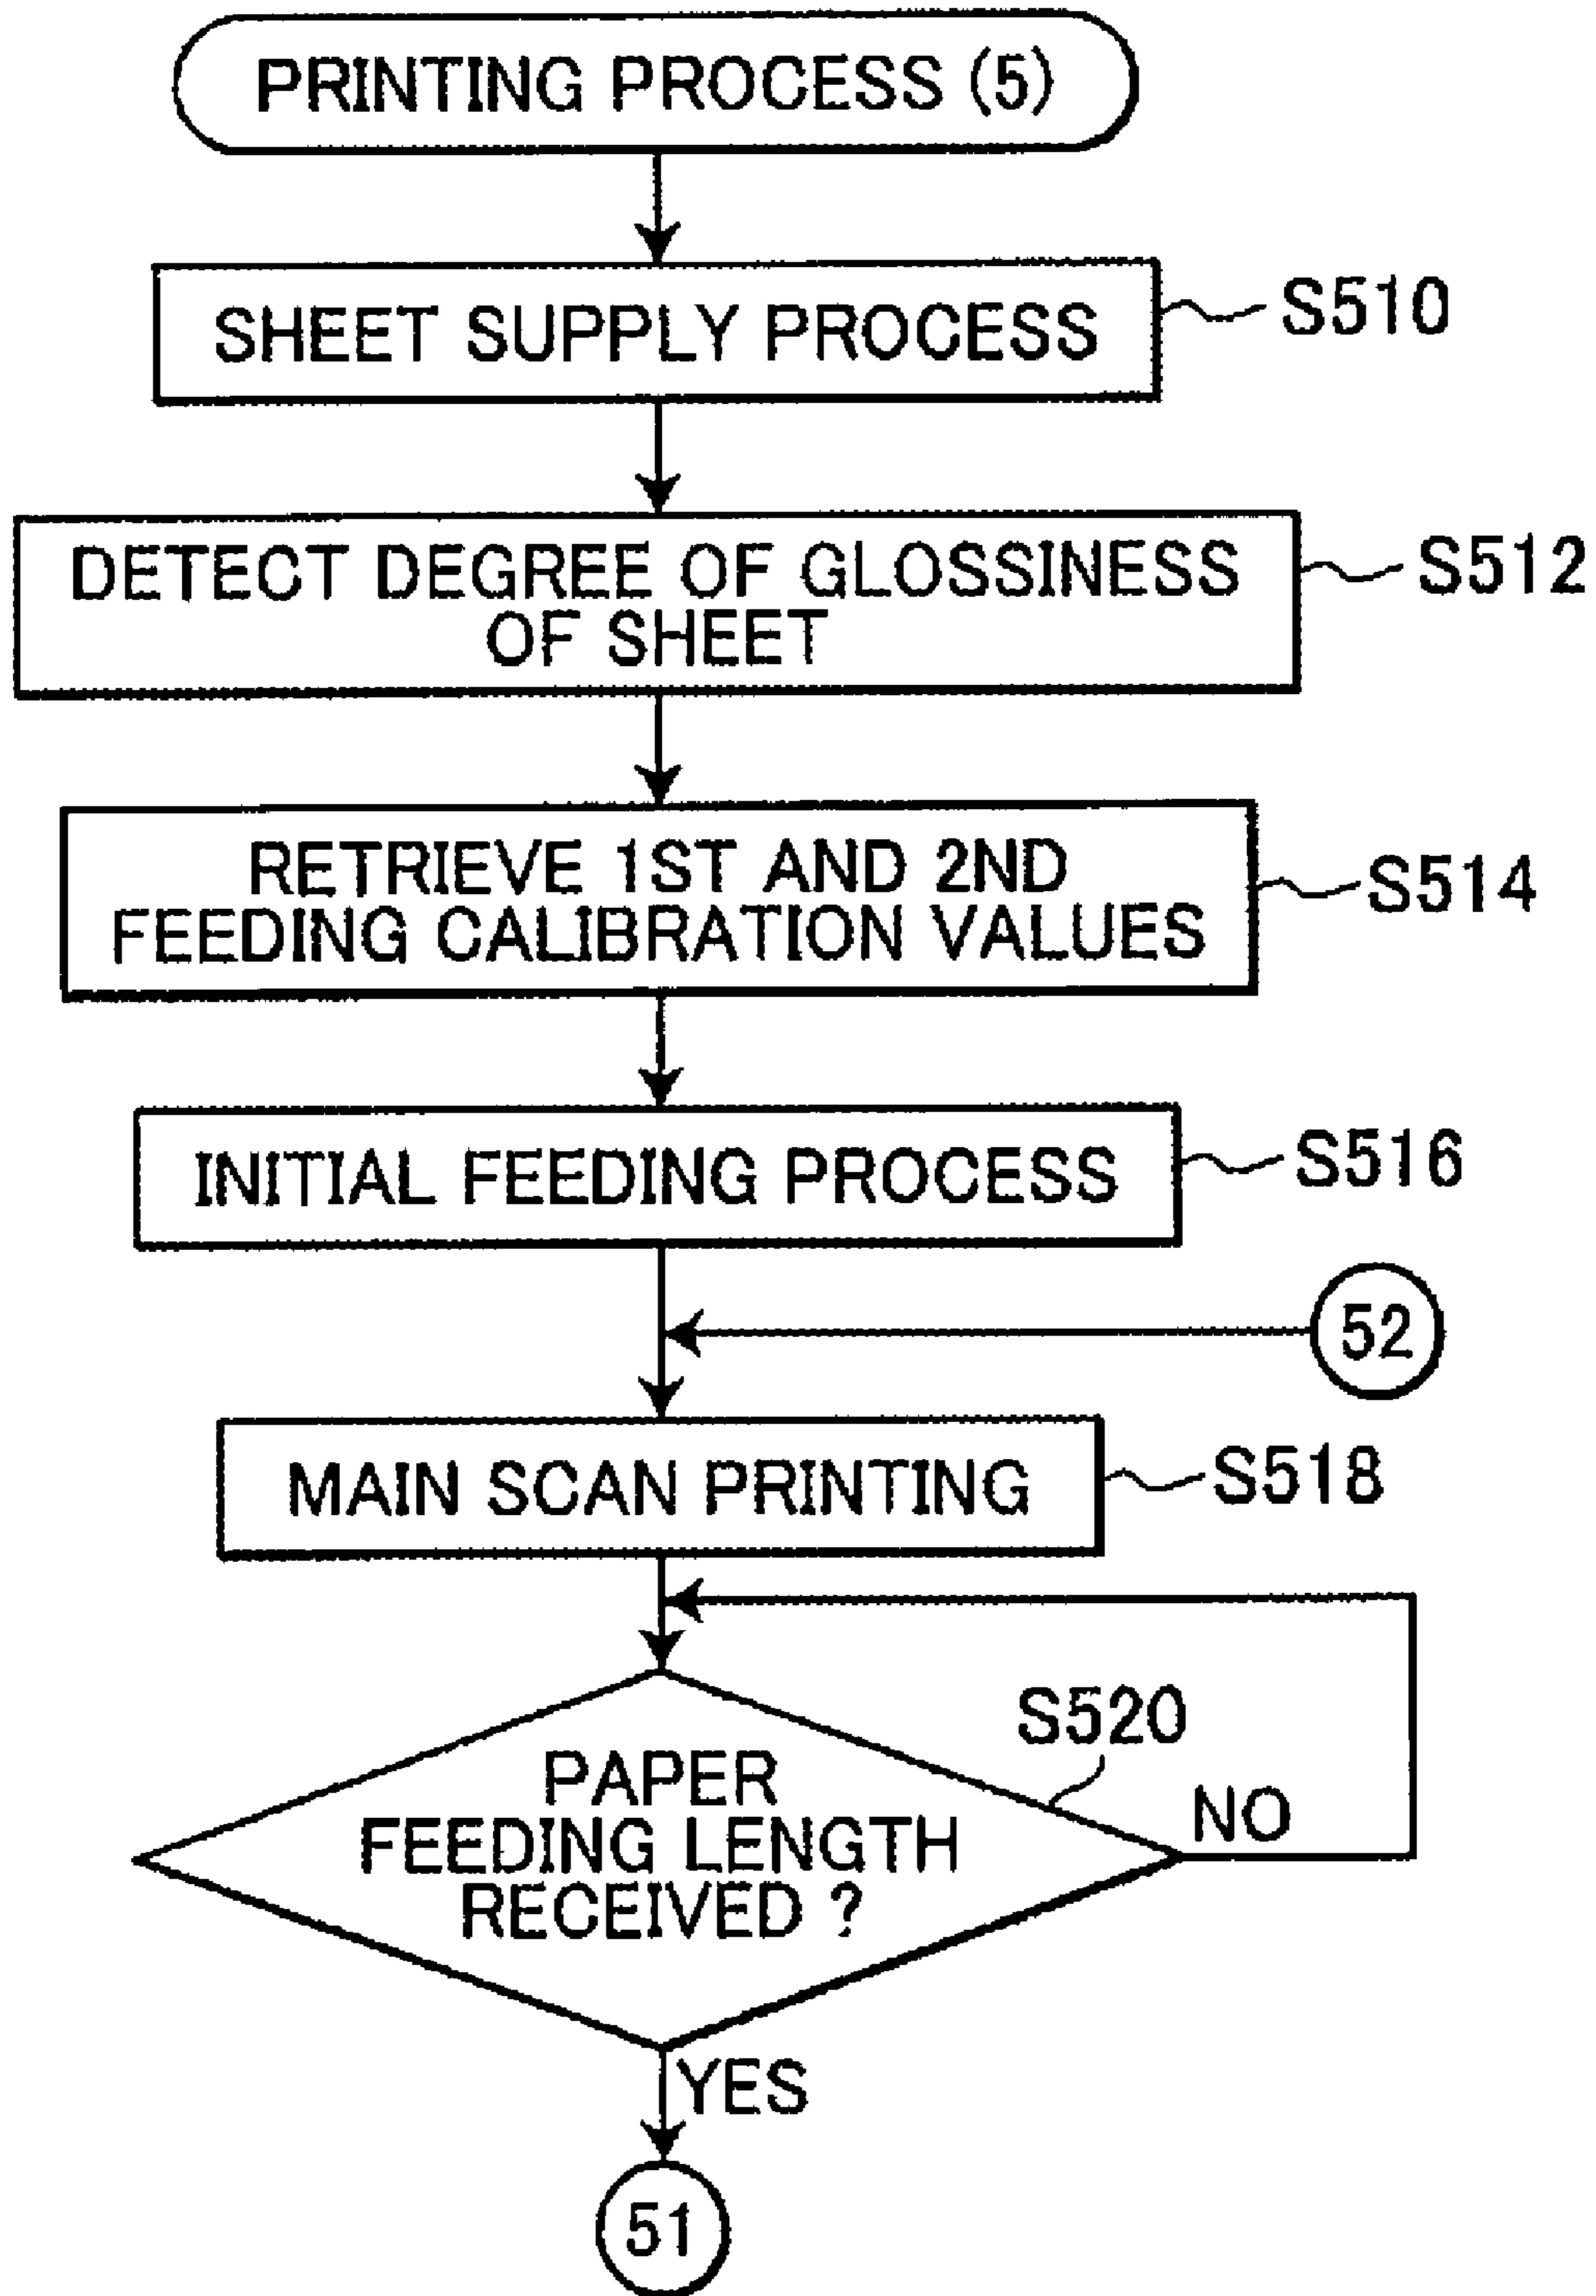 PRINTING PROCESS (5)
SHEET SUPPLY PROCESS
S510
DETECT DEGREE OF GLOSSINESS
OF SHEET
S512
RETRIEVE 1ST AND 2ND
FEEDING CALIBRATION VALUES
S514
INITIAL FEEDING PROCESS
S516
52
MAIN SCAN PRINTING
S518
S520
PAPER
FEEDING LENGTH
RECEIVED ?
NO
YES
51